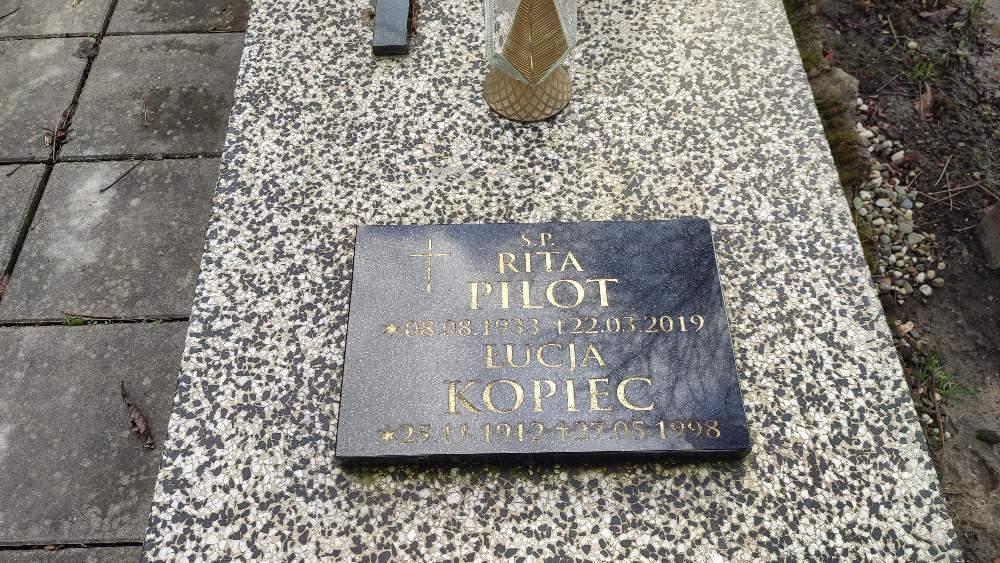 Ś.P.
RITA
PILOT
*08.08.1933 †22.03.2019
ŁUCJA
KOPIEC
*25.11.1912 †27.05.1998